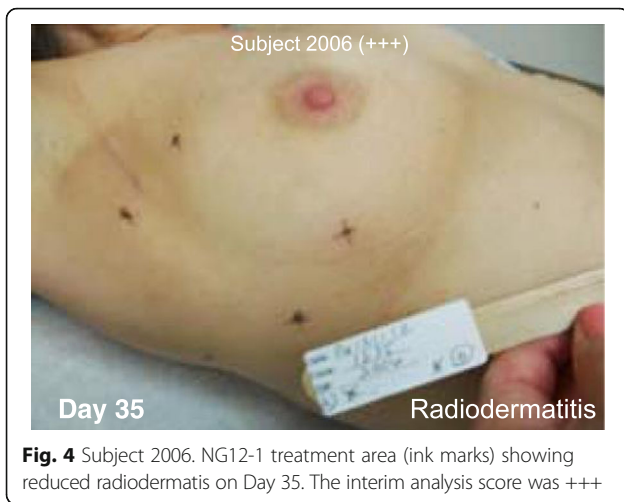 Subject 2006 (+++)
Day 35
Radiodermatitis
Fig. 4 Subject 2006. NG12-1 treatment area (ink marks) showing
reduced radiodermatis on Day 35. The interim analysis score was +++